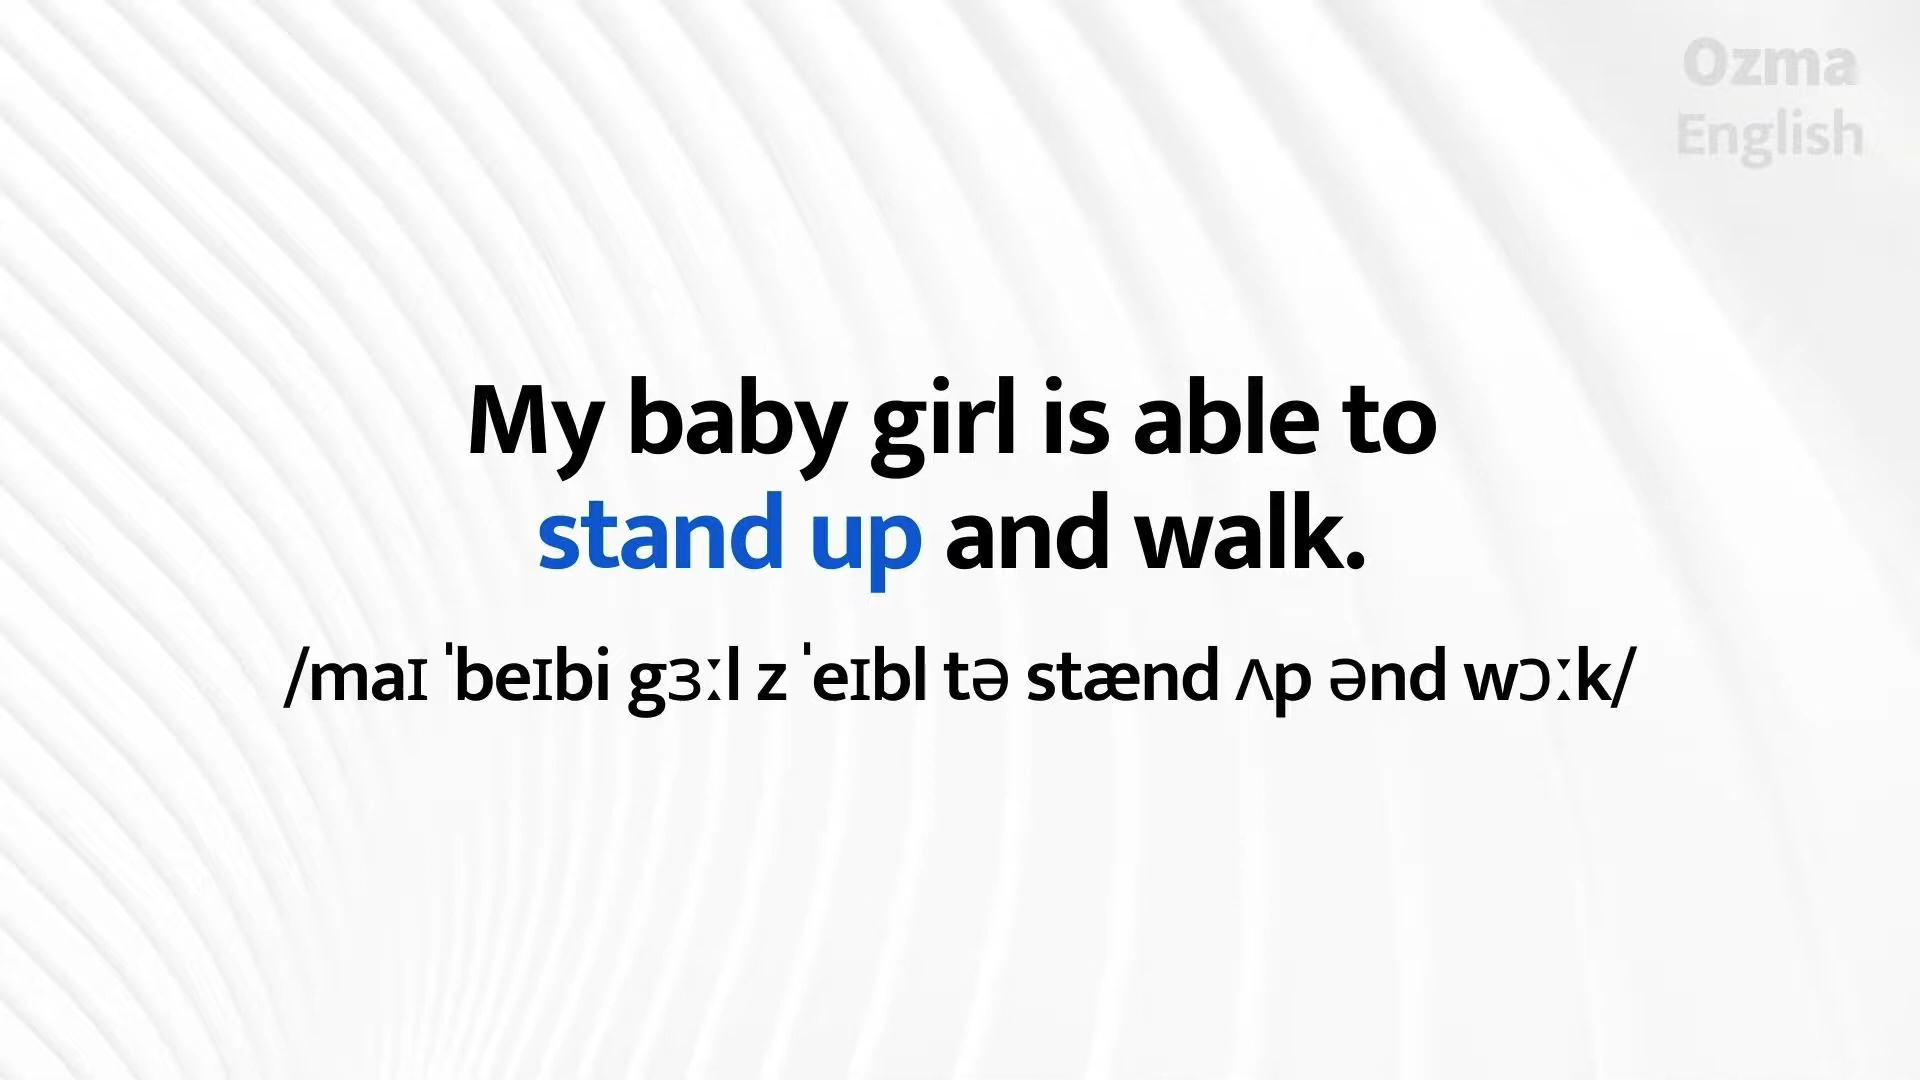 Ozma
English
My baby girl is able to
stand up and walk.
/maɪ ˈbeɪbi gɜːl z ˈeɪbl tə stænd ʌp ənd wɔːk/